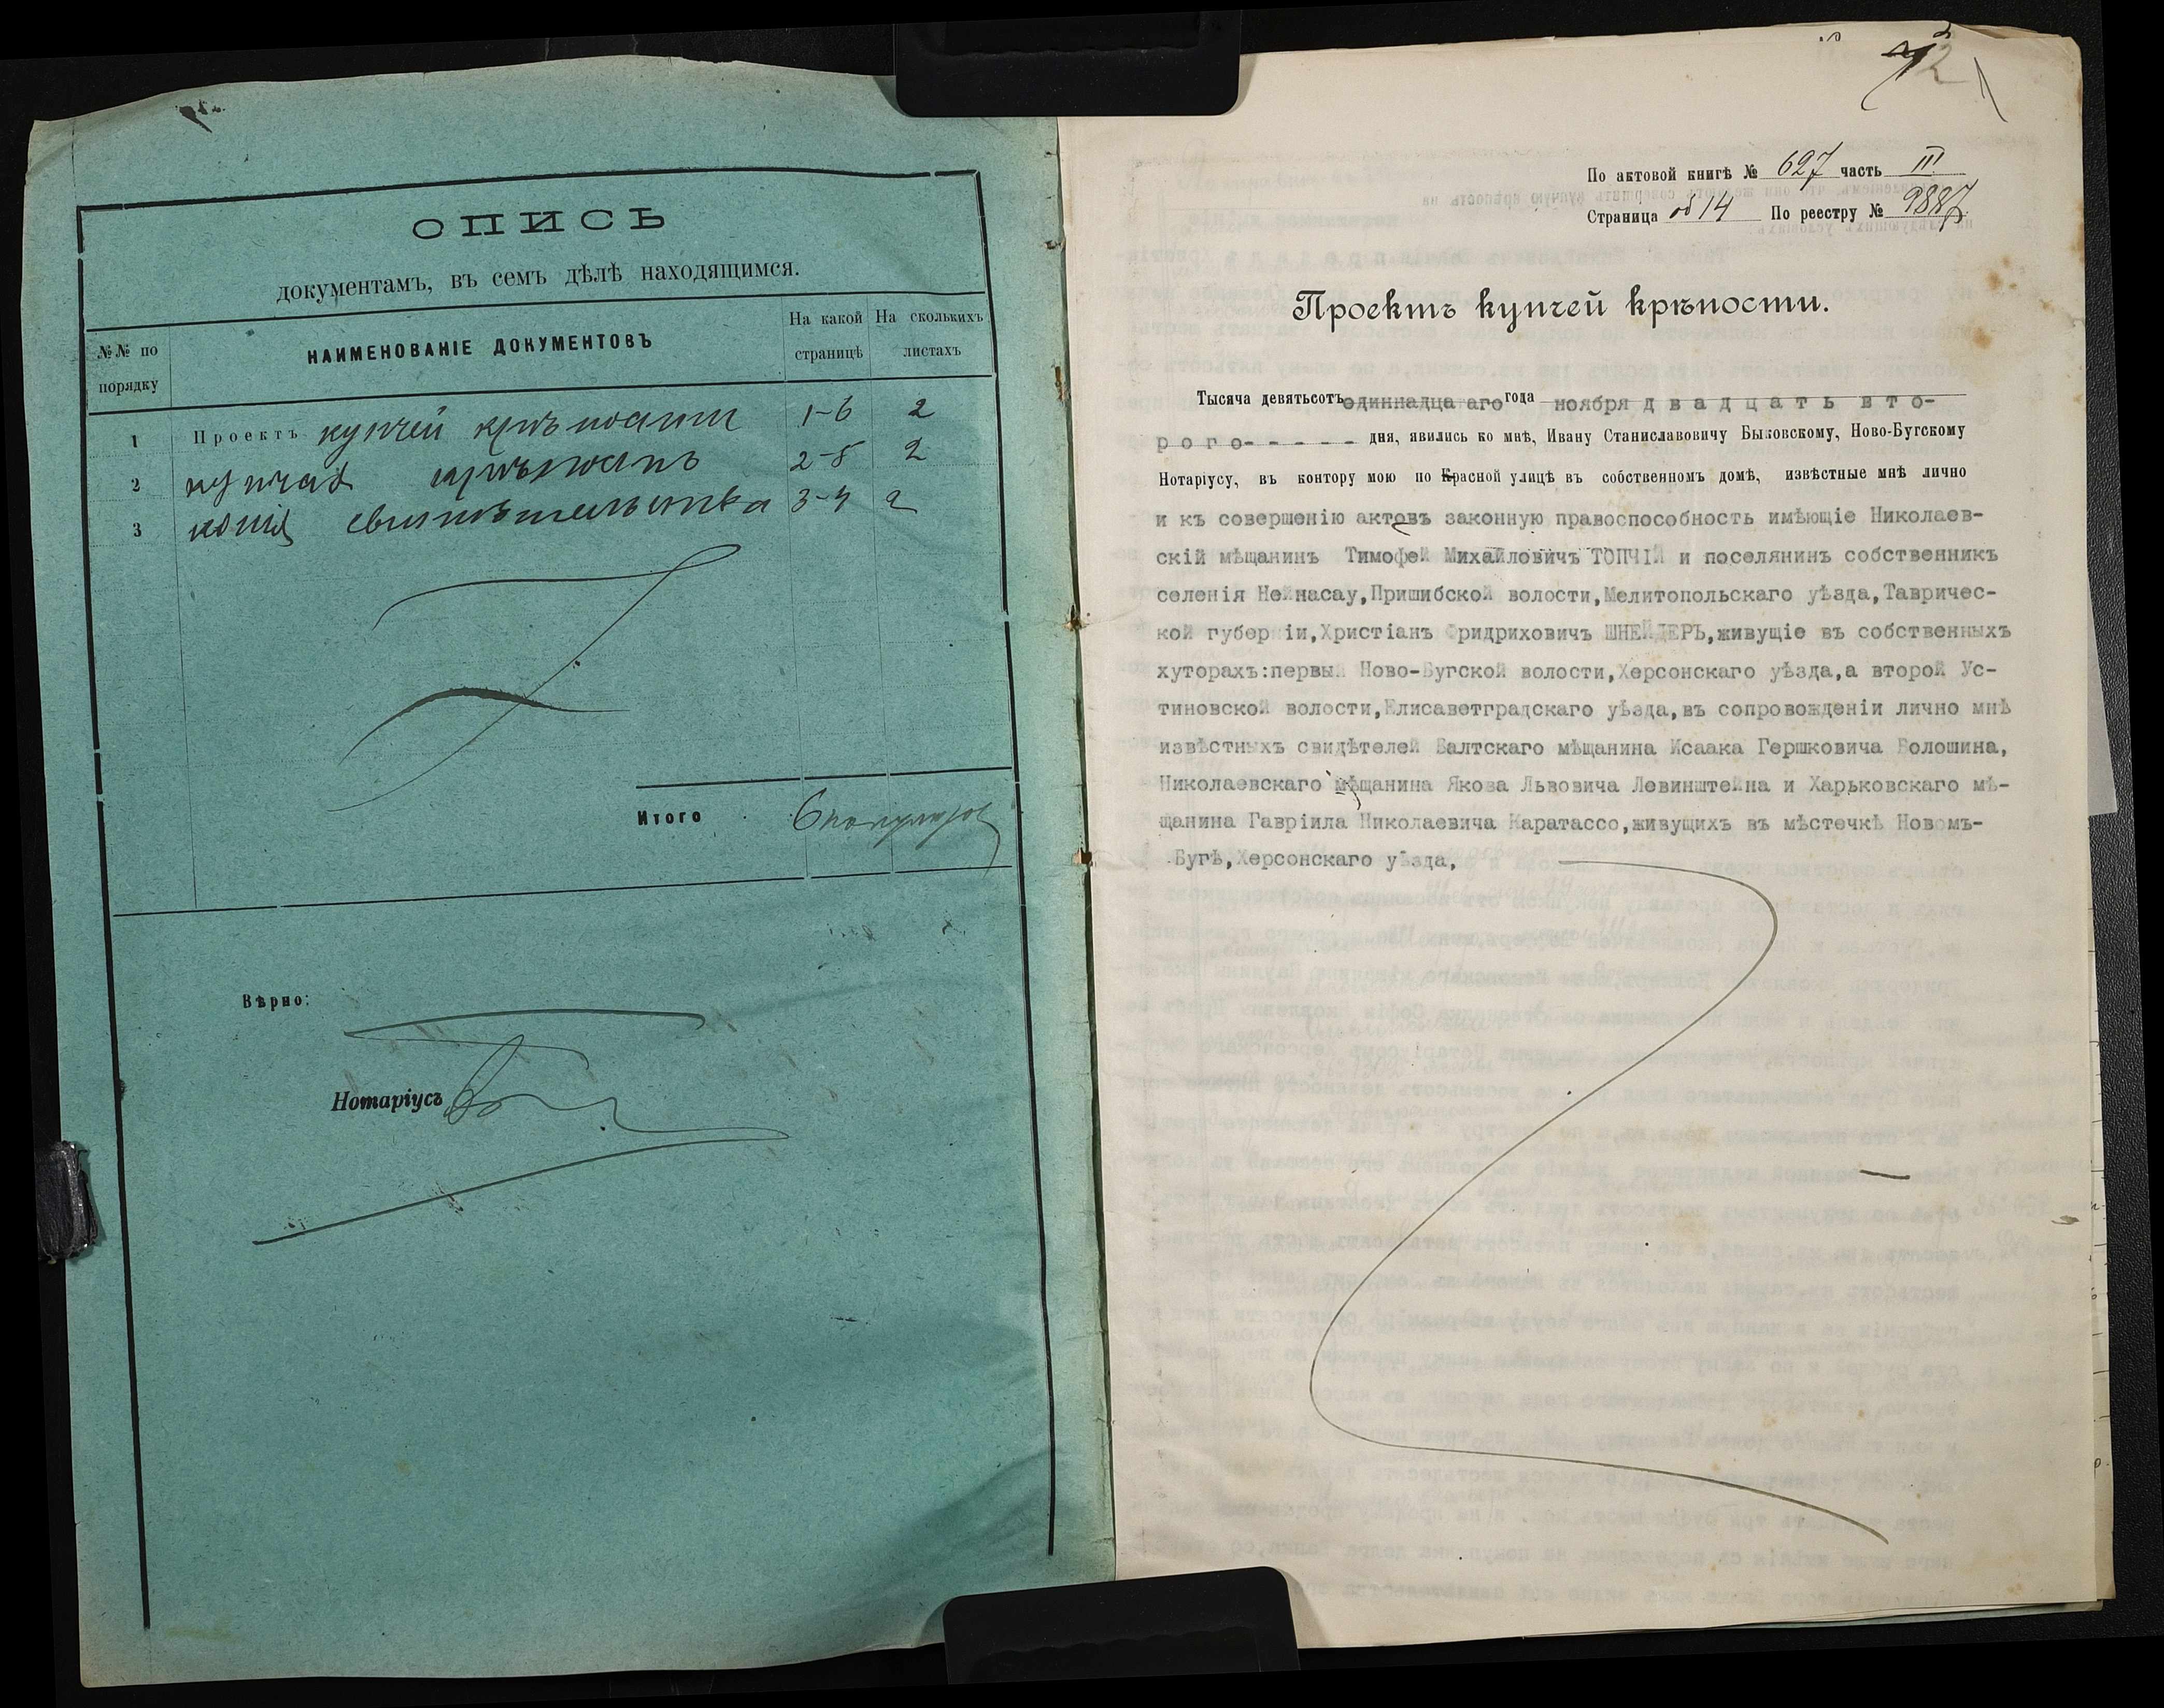 ОПИСЬ
документамъ, въ семъ дѣлѣ находящимся.
№№ по порядку
НАИМЕНОВАНІЕ ДОКУМЕНТОВЪ
На какой страницѣ
На сколькихъ листахъ
1 Проектъ купчей крѣпости 1-6 2
2 купчая крѣпость 2-5 2
3 копія свидѣтельства 3-4 2
Итого
Вѣрно:
Нотаріусъ
2
По актовой книгѣ № 697 часть III
Страница об 14 По реестру № 9887
Проектъ купчей крѣпости.
Тысяча девятьсотъ одиннадцатаго года ноября двадцать вто-
рого- - - - - дня, явились ко мнѣ, Ивану Станиславовичу Быковскому, Ново-Бугскому
Нотаріусу, въ контору мою по Красной улицѣ въ собственномъ домѣ, извѣстные мнѣ лично
и къ совершенію актовъ законную правоспособность имѣющіе Николаев-
скій мѣщанинъ Тимофей Михайловичъ ТОПЧІЙ и поселянинъ собственникъ
селенія Нейнасау,Пришибской волости,Мелитопольскаго уѣзда,Тавричес-
кой губерніи,Христіанъ Фридриховичъ ШНЕЙДЕРЪ,живущіе въ собственныхъ
хуторахъ:первый Ново-Бугской волости,Херсонскаго уѣзда,а второй Ус-
тиновской волости,Елисаветградскаго уѣзда,въ сопровожденіи лично мнѣ
извѣстныхъ свидѣтелей Балтскаго мѣщанина Исаака Гершковича Волошина,
Николаевскаго мѣщанина Якова Львовича Левинштейна и Харьковскаго мѣ-
щанина Гавріила Николаевича Каратассо,живущихъ въ мѣстечкѣ Новомъ-
Бугѣ,Херсонскаго уѣзда,